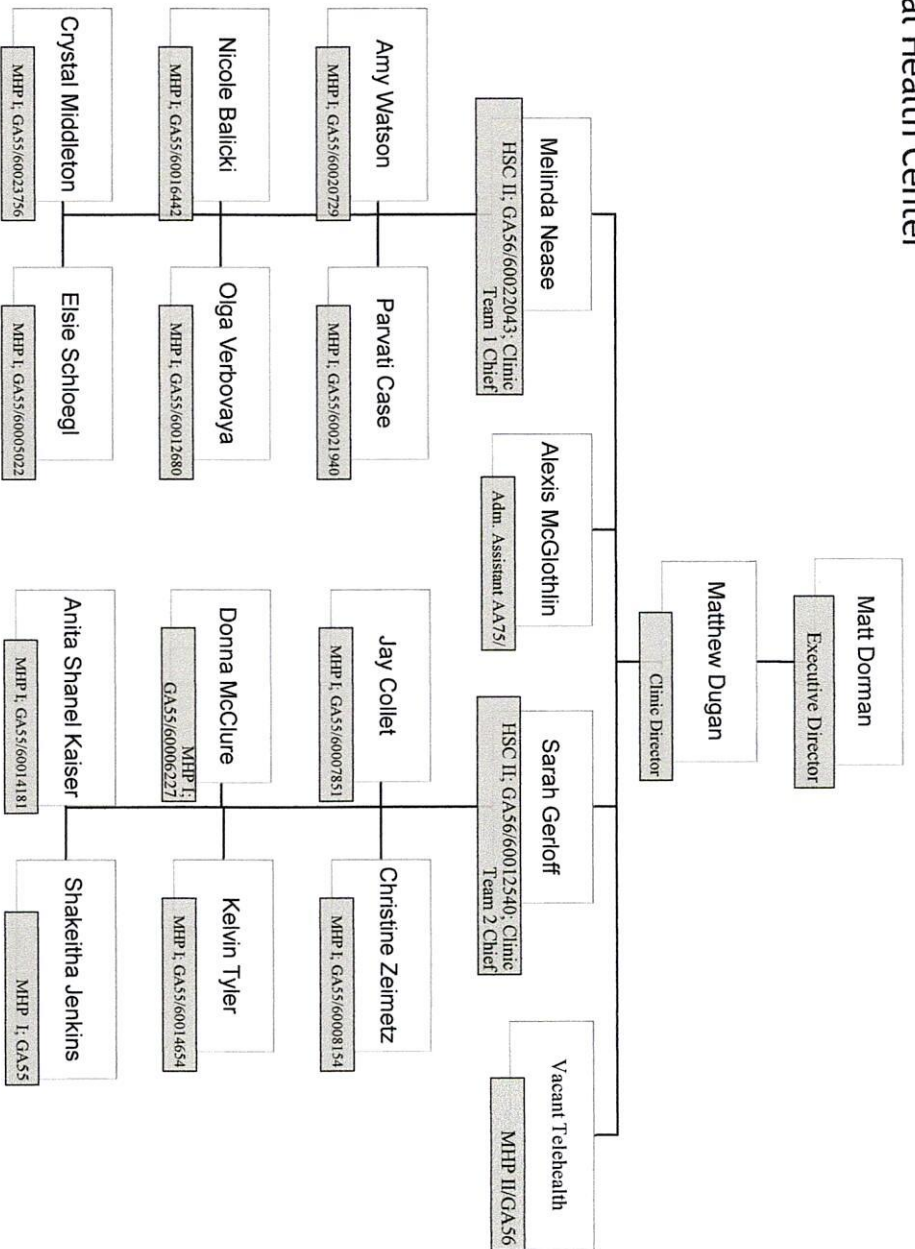 al Health Center
Matt Dorman
Executive Director
Matthew Dugan
Clinic Director
Melinda Nease
HSC II; GA56/60022043; Clinic
Team 1 Chief
Alexis McGlothlin
Adm. Assistant AA75/
Sarah Gerloff
HSC II; GA56/60012540; Clinic
Team 2 Chief
Vacant Telehealth
MHP II/GA56
Amy Watson
MHP I; GA55/60020729
Parvati Case
MHP I; GA55/60021940
Jay Collet
MHP I; GA55/60007851
Christine Zeimetz
MHP I; GA55/60008154
Nicole Balicki
MHP I; GA55/60016442
Olga Verbovaya
MHP I; GA55/60012680
Donna McClure
MHP I;
GA55/60006227
Kelvin Tyler
MHP I; GA55/60014654
Crystal Middleton
MHP I; GA55/60023756
Elsie Schloegl
MHP I; GA55/60005022
Anita Shanel Kaiser
MHP I; GA55/60014181
Shakeitha Jenkins
MHP I; GA55